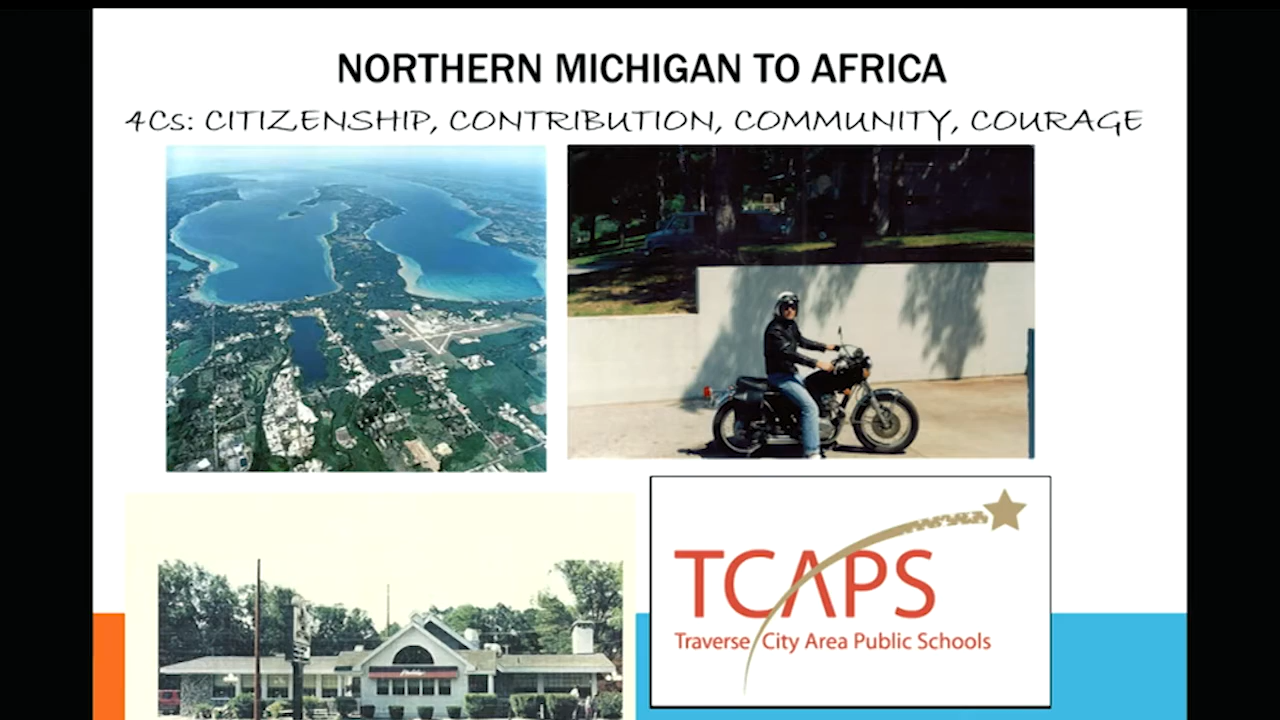 NORTHERN MICHIGAN TO AFRICA
4Cs: CITIZENSHIP, CONTRIBUTION, COMMUNITY, COURAGE
TCAPS
Traverse City Area Public Schools